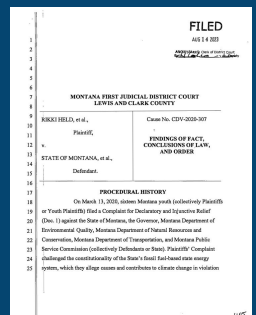 FILED
AUG 14 2023
Clerk of District Court
1
2
3
4
5
6
7
8
9
10
11
12
13
14
15
16
17
18
19
20
21
22
23
24
25
MONTANA FIRST JUDICIAL DISTRICT COURT
LEWIS AND CLARK COUNTY
RIKKI HELD, et al.,
Plaintiff,
v.
STATE OF MONTANA, et al.,
Defendant.
Cause No. CDV-2020-307
FINDINGS OF FACT,
CONCLUSIONS OF LAW,
AND ORDER
PROCEDURAL HISTORY
On March 13, 2020, sixteen Montana youth (collectively Plaintiffs
or Youth Plaintiffs) filed a Complaint for Declaratory and Injunctive Relief
(Doc. 1) against the State of Montana, the Governor, Montana Department of
Environmental Quality, Montana Department of Natural Resources and
Conservation, Montana Department of Transportation, and Montana Public
Service Commission (collectively Defendants or State). Plaintiffs' Complaint
challenged the constitutionality of the State's fossil fuel-based state energy
system, which they allege causes and contributes to climate change in violation